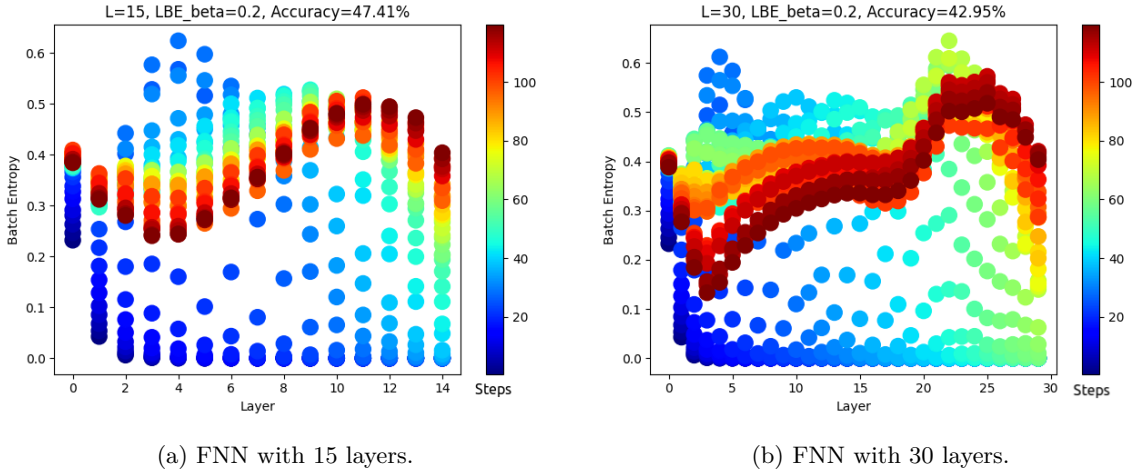 L=15, LBE_beta=0.2, Accuracy=47.41%
Batch Entropy
0.6
0.5
0.4
0.3
0.2
0.1
0.0
0 2 4 6 8 10 12 14
Layer
100
80
60
40
20
Steps
(a) FNN with 15 layers.
L=30, LBE_beta=0.2, Accuracy=42.95%
Batch Entropy
0.6
0.5
0.4
0.3
0.2
0.1
0.0
0 5 10 15 20 25 30
Layer
100
80
60
40
20
Steps
(b) FNN with 30 layers.